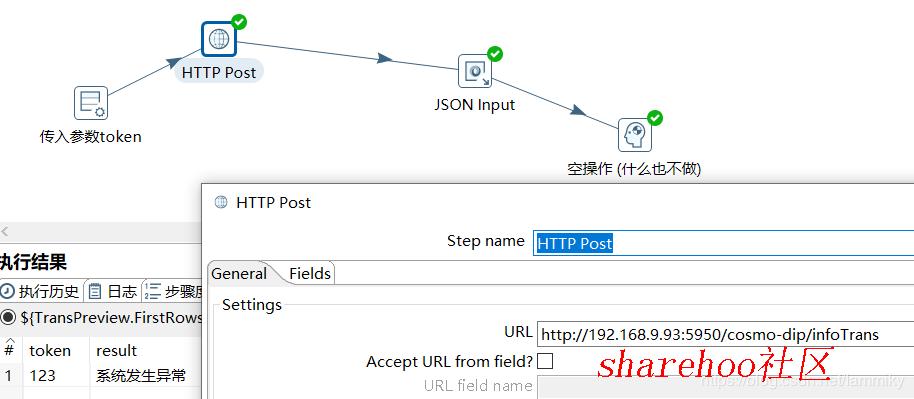 HTTP Post
JSON Input
传入参数token
空操作 (什么也不做)
HTTP Post
Step name HTTP Post
General Fields
Settings
URL http://192.168.9.93:5950/cosmo-dip/infoTrans
Accept URL from field?
URL field name
执行结果
执行历史 日志 步骤度
${TransPreview.FirstRows
# token result
1 123 系统发生异常
sharehoo社区
https://blog.csdn.net/lanmiky